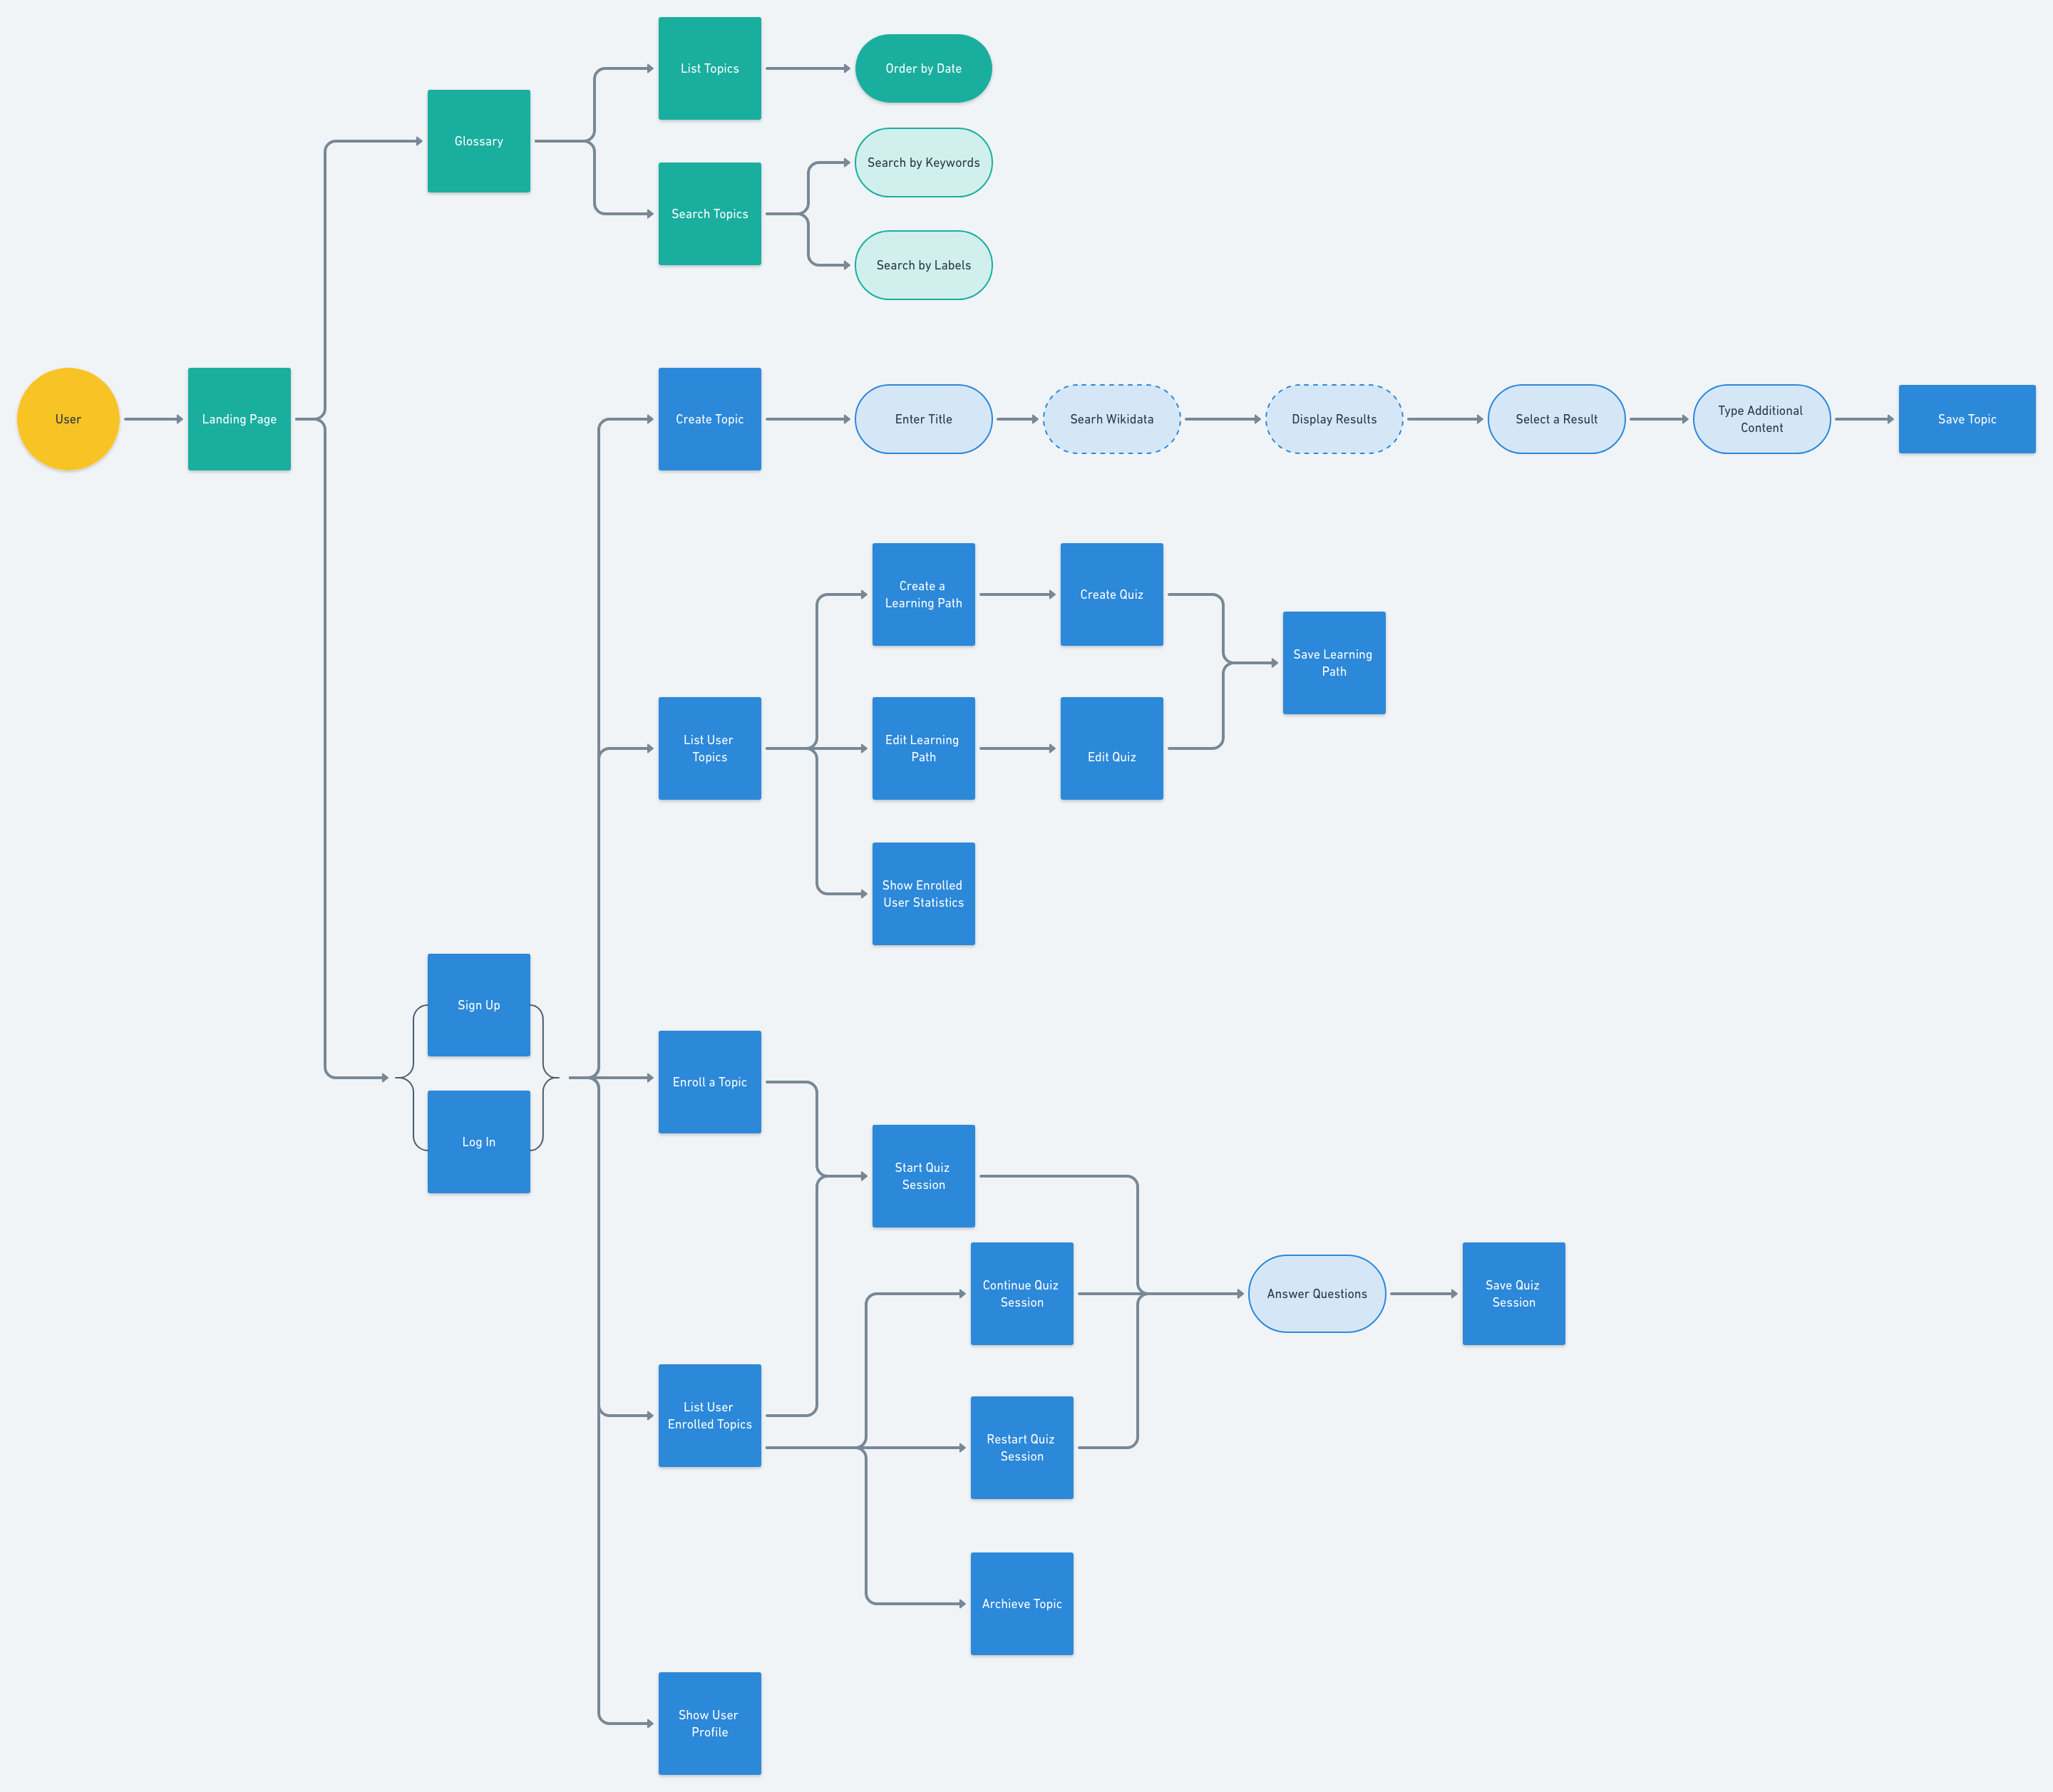 List Topics
Order by Date
Glossary
Search by Keywords
Search Topics
Search by Labels
User
Landing Page
Create Topic
Enter Title
Searh Wikidata
Display Results
Select a Result
Type Additional
Content
Save Topic
Create a
Learning Path
Create Quiz
Save Learning
Path
List User
Topics
Edit Learning
Path
Edit Quiz
Show Enrolled
User Statistics
Sign Up
Log In
Enroll a Topic
Start Quiz
Session
Continue Quiz
Session
Answer Questions
Save Quiz
Session
List User
Enrolled Topics
Restart Quiz
Session
Archieve Topic
Show User
Profile